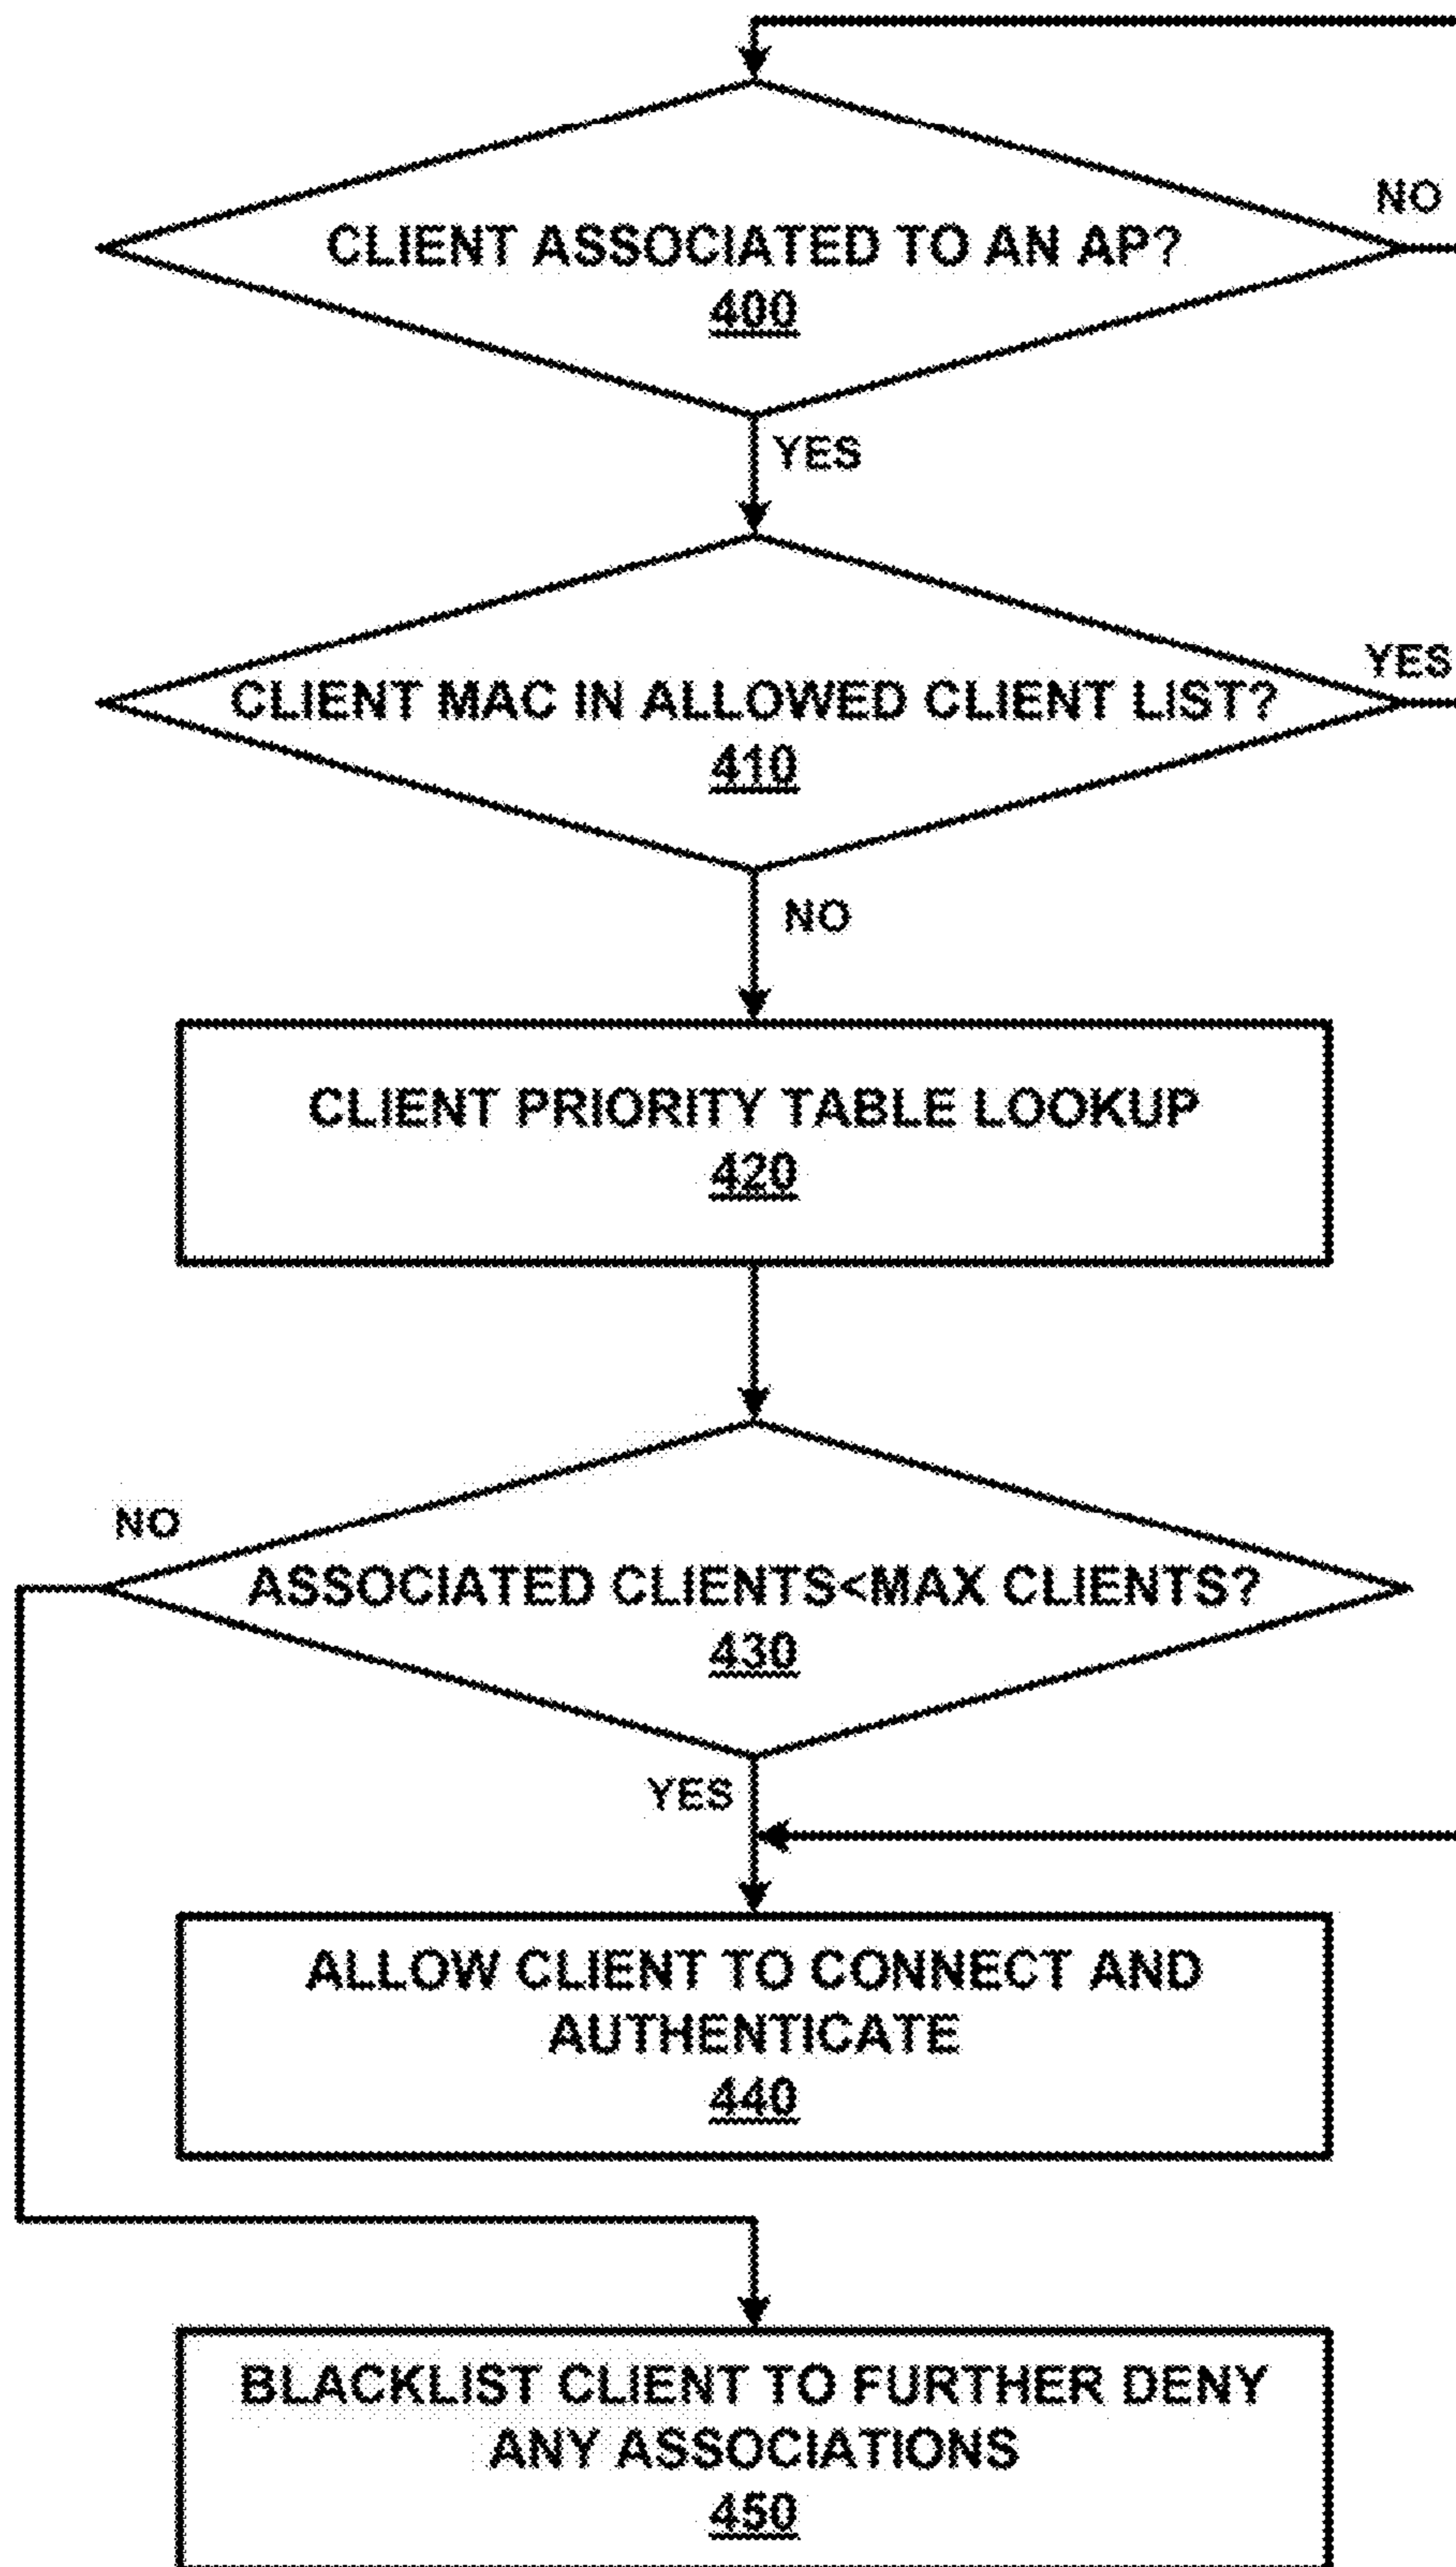 CLIENT ASSOCIATED TO AN AP?
400
NO
YES
CLIENT MAC IN ALLOWED CLIENT LIST?
410
YES
NO
CLIENT PRIORITY TABLE LOOKUP
420
NO
ASSOCIATED CLIENTS<MAX CLIENTS?
430
YES
ALLOW CLIENT TO CONNECT AND
AUTHENTICATE
440
BLACKLIST CLIENT TO FURTHER DENY
ANY ASSOCIATIONS
450